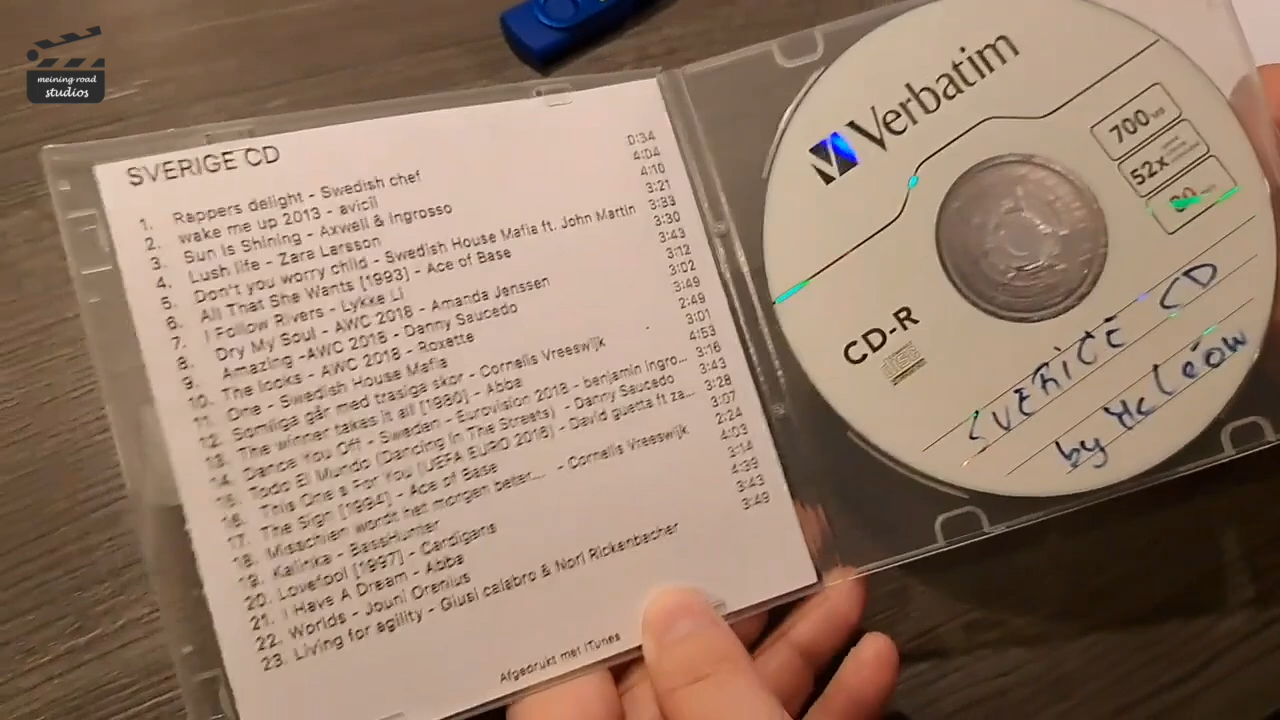 meining road
studios
SVERIGE CD
1. Rappers delight - Swedish chef 0:34
2. wake me up 2013 - avicii 4:04
3. Sun Is Shining - Axwell & Ingrosso 4:10
4. Lush life - Zara Larsson 3:21
5. Don't you worry child - Swedish House Mafia ft. John Martin 3:33
6. All That She Wants [1993] - Ace of Base 3:30
7. I Follow Rivers - Lykke Li 3:43
8. Dry My Soul - AWC 2018 - Amanda Jenssen 3:12
9. Amazing -AWC 2018 - Danny Saucedo 3:02
10. The locks - AWC 2018 - Roxette 3:49
11. One - Swedish House Mafia 2:49
12. Somliga går med trasiga skor - Cornelis Vreeswijk 3:01
13. The winner takes it all [1980] - Abba 4:53
14. Dance You Off - Sweden - Eurovision 2018 - benjamin ingro... 3:16
15. Todo El Mundo (Dancing In The Streets) - Danny Saucedo 3:43
16. This One s For You (UEFA EURO 2016) - David guetta ft za... 3:28
17. The Sign [1994] - Ace of Base 3:07
18. Misschien wordt het morgen beter.... - Cornelis Vreeswijk 2:24
19. Kalinka - BassHunter 4:03
20. Lovefool [1997] - Cardigans 3:14
21. I Have A Dream - Abba 4:39
22. Worlds - Jouni Orenius 3:43
23. Living for agility - Giusi calabro & Nori Rickenbacher 3:49
Afgedrukt met iTunes
Verbatim
700 MB
52x
80 min
CD-R
SVERIGE CD
by McLéow